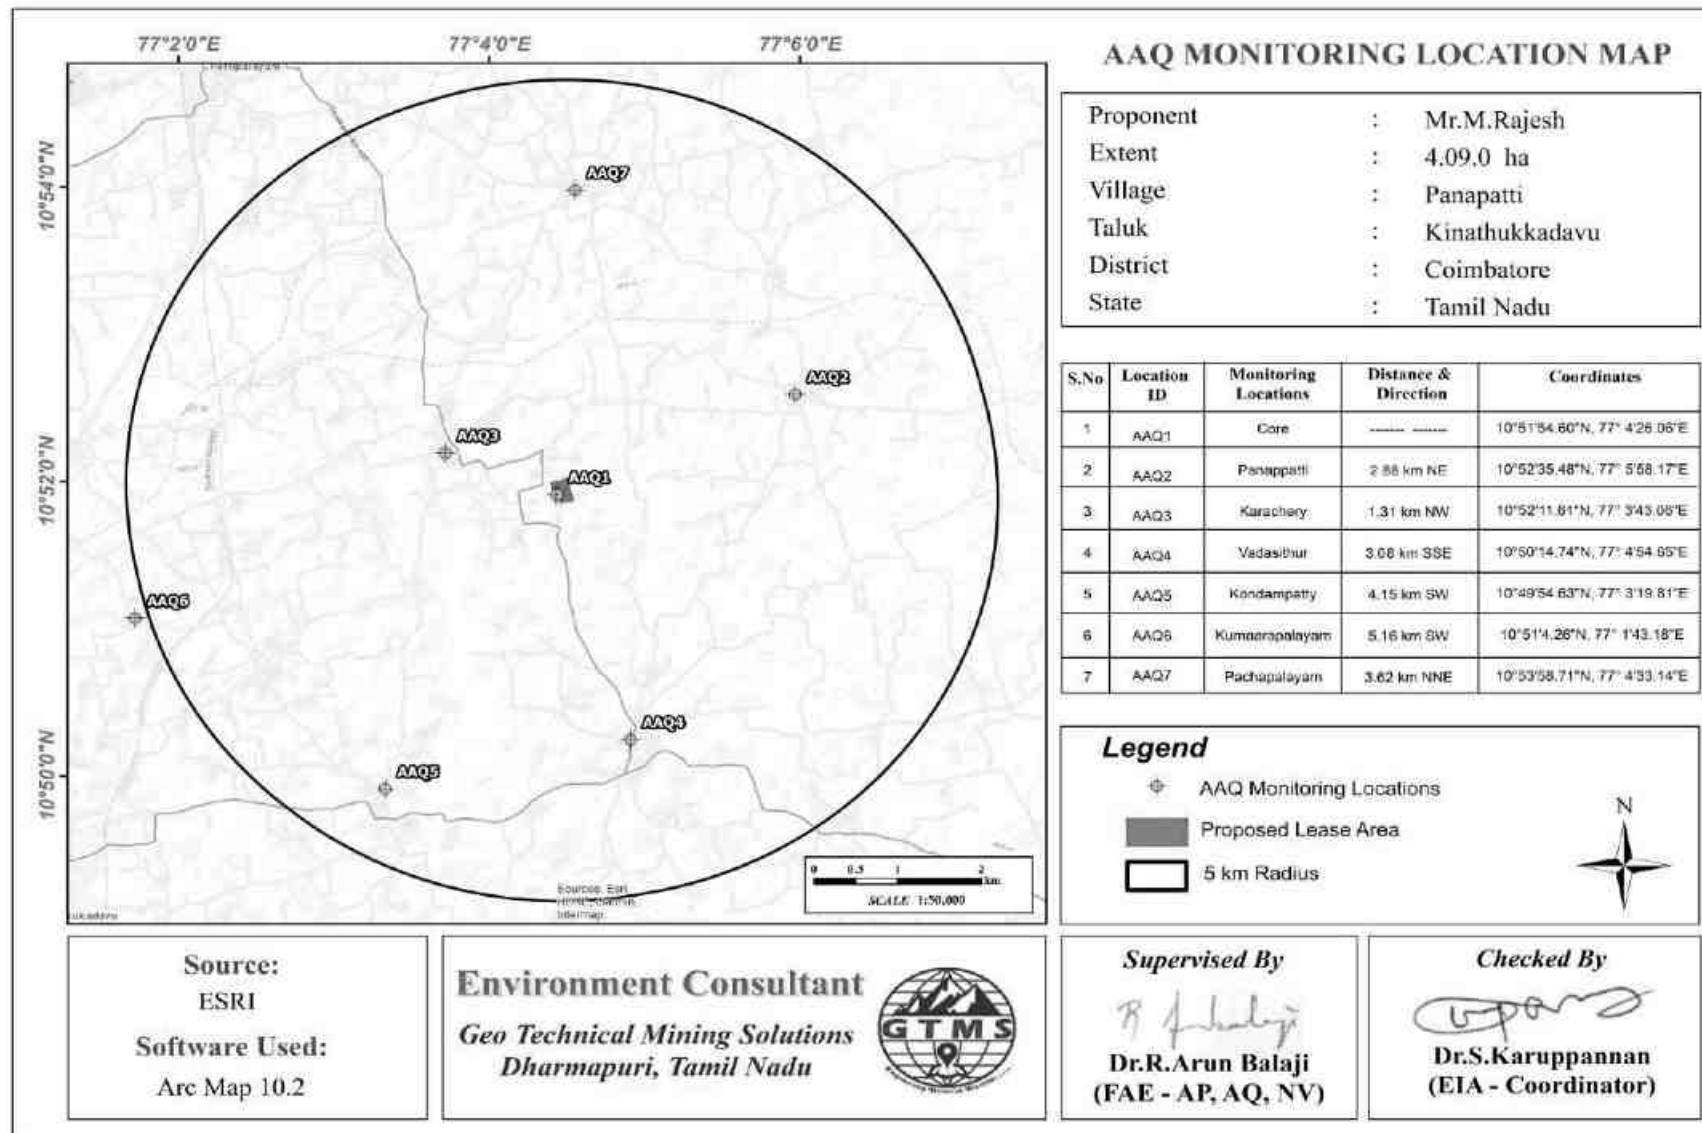 AAQ MONITORING LOCATION MAP
77°2'0"E 77°4'0"E 77°6'0"E
10°54'0"N
10°52'0"N
10°50'0"N
AAQ7
AAQ2
AAQ3
AAQ1
AAQ6
AAQ4
AAQ5
Sources: Esri
Intermap
0 0.5 1 2
km
SCALE 1:50,000
Proponent : Mr.M.Rajesh
Extent : 4.09.0 ha
Village : Panapatti
Taluk : Kinathukkadavu
District : Coimbatore
State : Tamil Nadu
S.No Location ID Monitoring Locations Distance & Direction Coordinates
1 AAQ1 Core ------- ------- 10°51'54.60"N, 77° 4'26.06"E
2 AAQ2 Panappatti 2.88 km NE 10°52'35.48"N, 77° 5'58.17"E
3 AAQ3 Karachery 1.31 km NW 10°52'11.61"N, 77° 3'43.06"E
4 AAQ4 Vadasithur 3.08 km SSE 10°50'14.74"N, 77° 4'54.65"E
5 AAQ5 Kondampatty 4.15 km SW 10°49'54.63"N, 77° 3'19.81"E
6 AAQ6 Kumaarapalayam 5.16 km SW 10°51'4.26"N, 77° 1'43.18"E
7 AAQ7 Pachapalayam 3.62 km NNE 10°53'58.71"N, 77° 4'33.14"E
Legend
AAQ Monitoring Locations
Proposed Lease Area
5 km Radius
N
Source:
ESRI
Software Used:
Arc Map 10.2
Environment Consultant
Geo Technical Mining Solutions
Dharmapuri, Tamil Nadu
GTMS
Supervised By
Dr.R.Arun Balaji
(FAE - AP, AQ, NV)
Checked By
Dr.S.Karuppannan
(EIA - Coordinator)